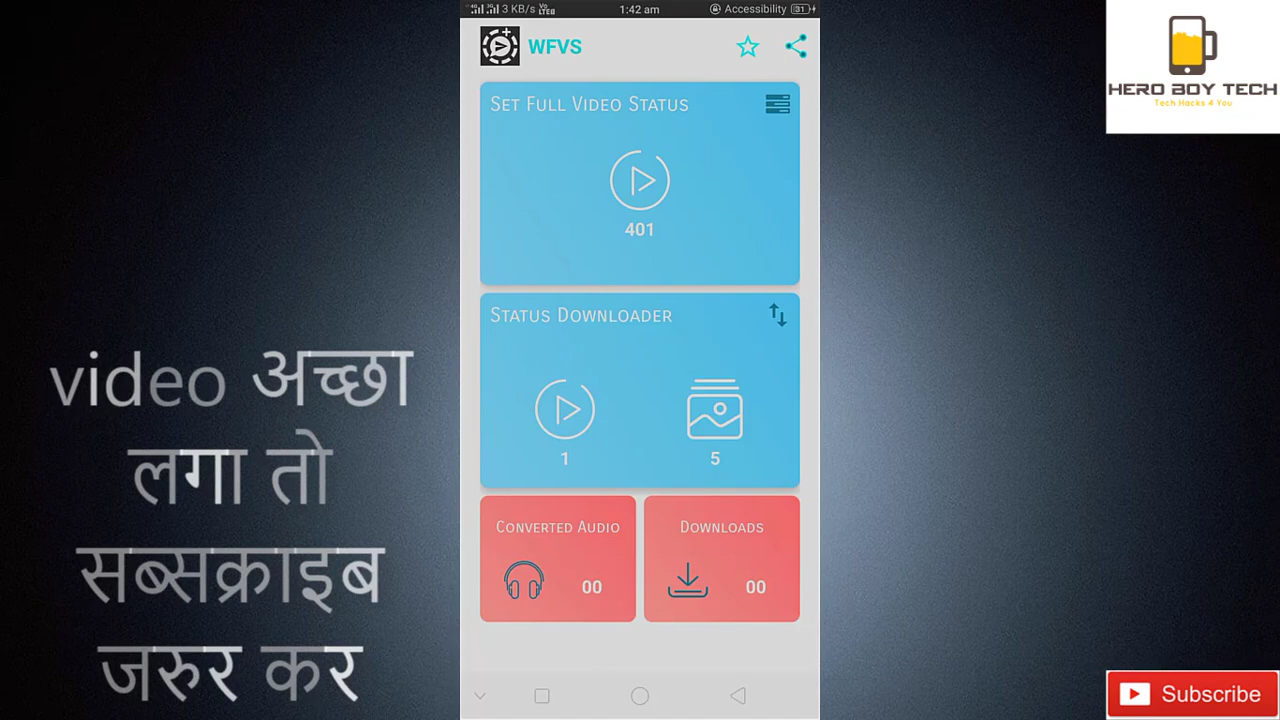 3 KB/s Vo LTE 1:42 am Accessibility 31
WFVS
SET FULL VIDEO STATUS
401
STATUS DOWNLOADER
1 5
CONVERTED AUDIO DOWNLOADS
00 00
video अच्छा
लगा तो
सब्सक्राइब
जरुर कर
HERO BOY TECH
Tech Hacks 4 You
Subscribe